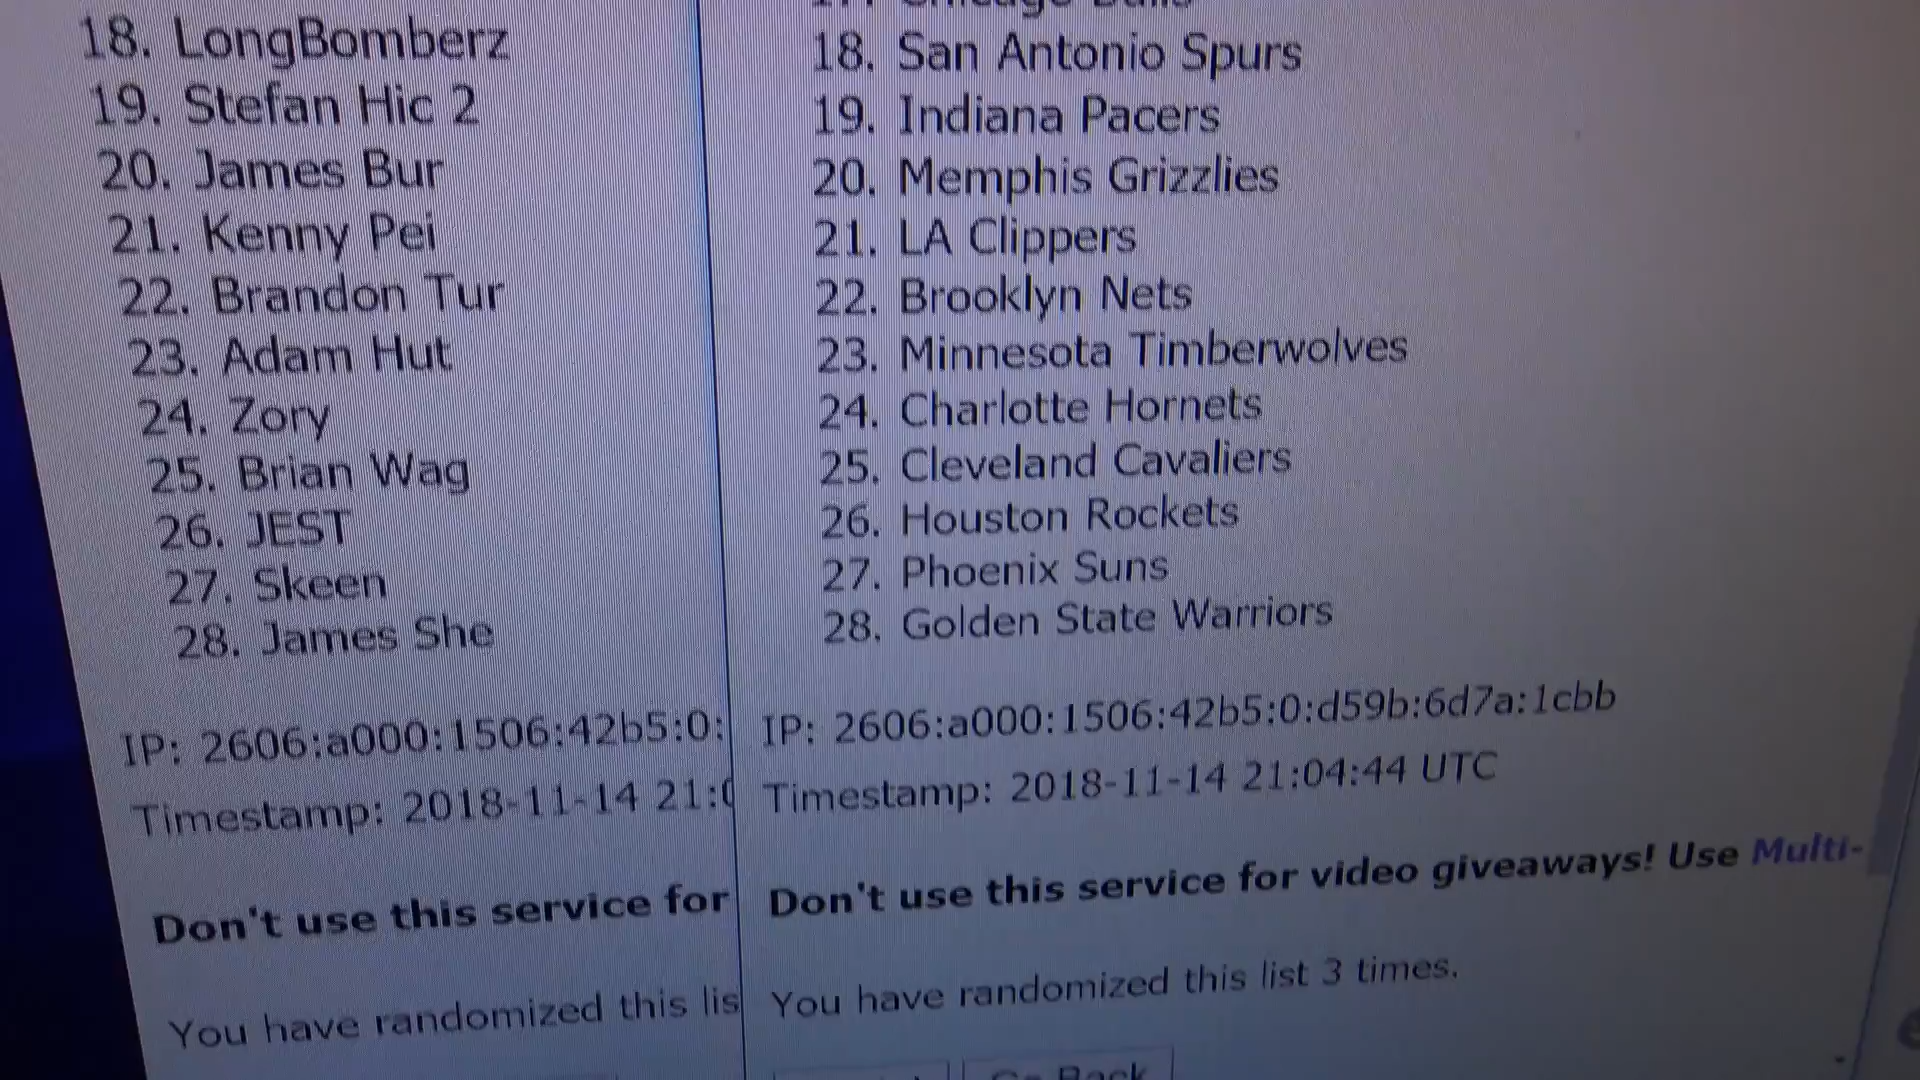 18. LongBomberz
19. Stefan Hic 2
20. James Bur
21. Kenny Pei
22. Brandon Tur
23. Adam Hut
24. Zory
25. Brian Wag
26. JEST
27. Skeen
28. James She
IP: 2606:a000:1506:42b5:0:
Timestamp: 2018-11-14 21:0
Don't use this service for
You have randomized this lis
17. Chicago Bulls
18. San Antonio Spurs
19. Indiana Pacers
20. Memphis Grizzlies
21. LA Clippers
22. Brooklyn Nets
23. Minnesota Timberwolves
24. Charlotte Hornets
25. Cleveland Cavaliers
26. Houston Rockets
27. Phoenix Suns
28. Golden State Warriors
IP: 2606:a000:1506:42b5:0:d59b:6d7a:1cbb
Timestamp: 2018-11-14 21:04:44 UTC
Don't use this service for video giveaways! Use Multi-
You have randomized this list 3 times.
Go Back